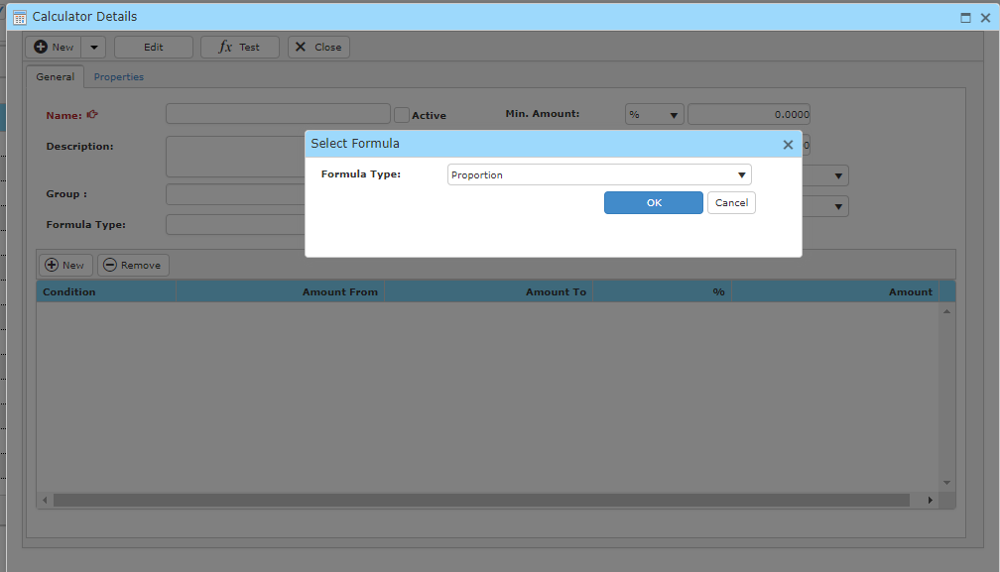 Calculator Details
New Edit fx Test Close
General Properties
Name: Active Min. Amount: % 0.0000
Select Formula
Description:
Formula Type: Proportion
Group :
OK Cancel
Formula Type:
New Remove
Condition Amount From Amount To % Amount